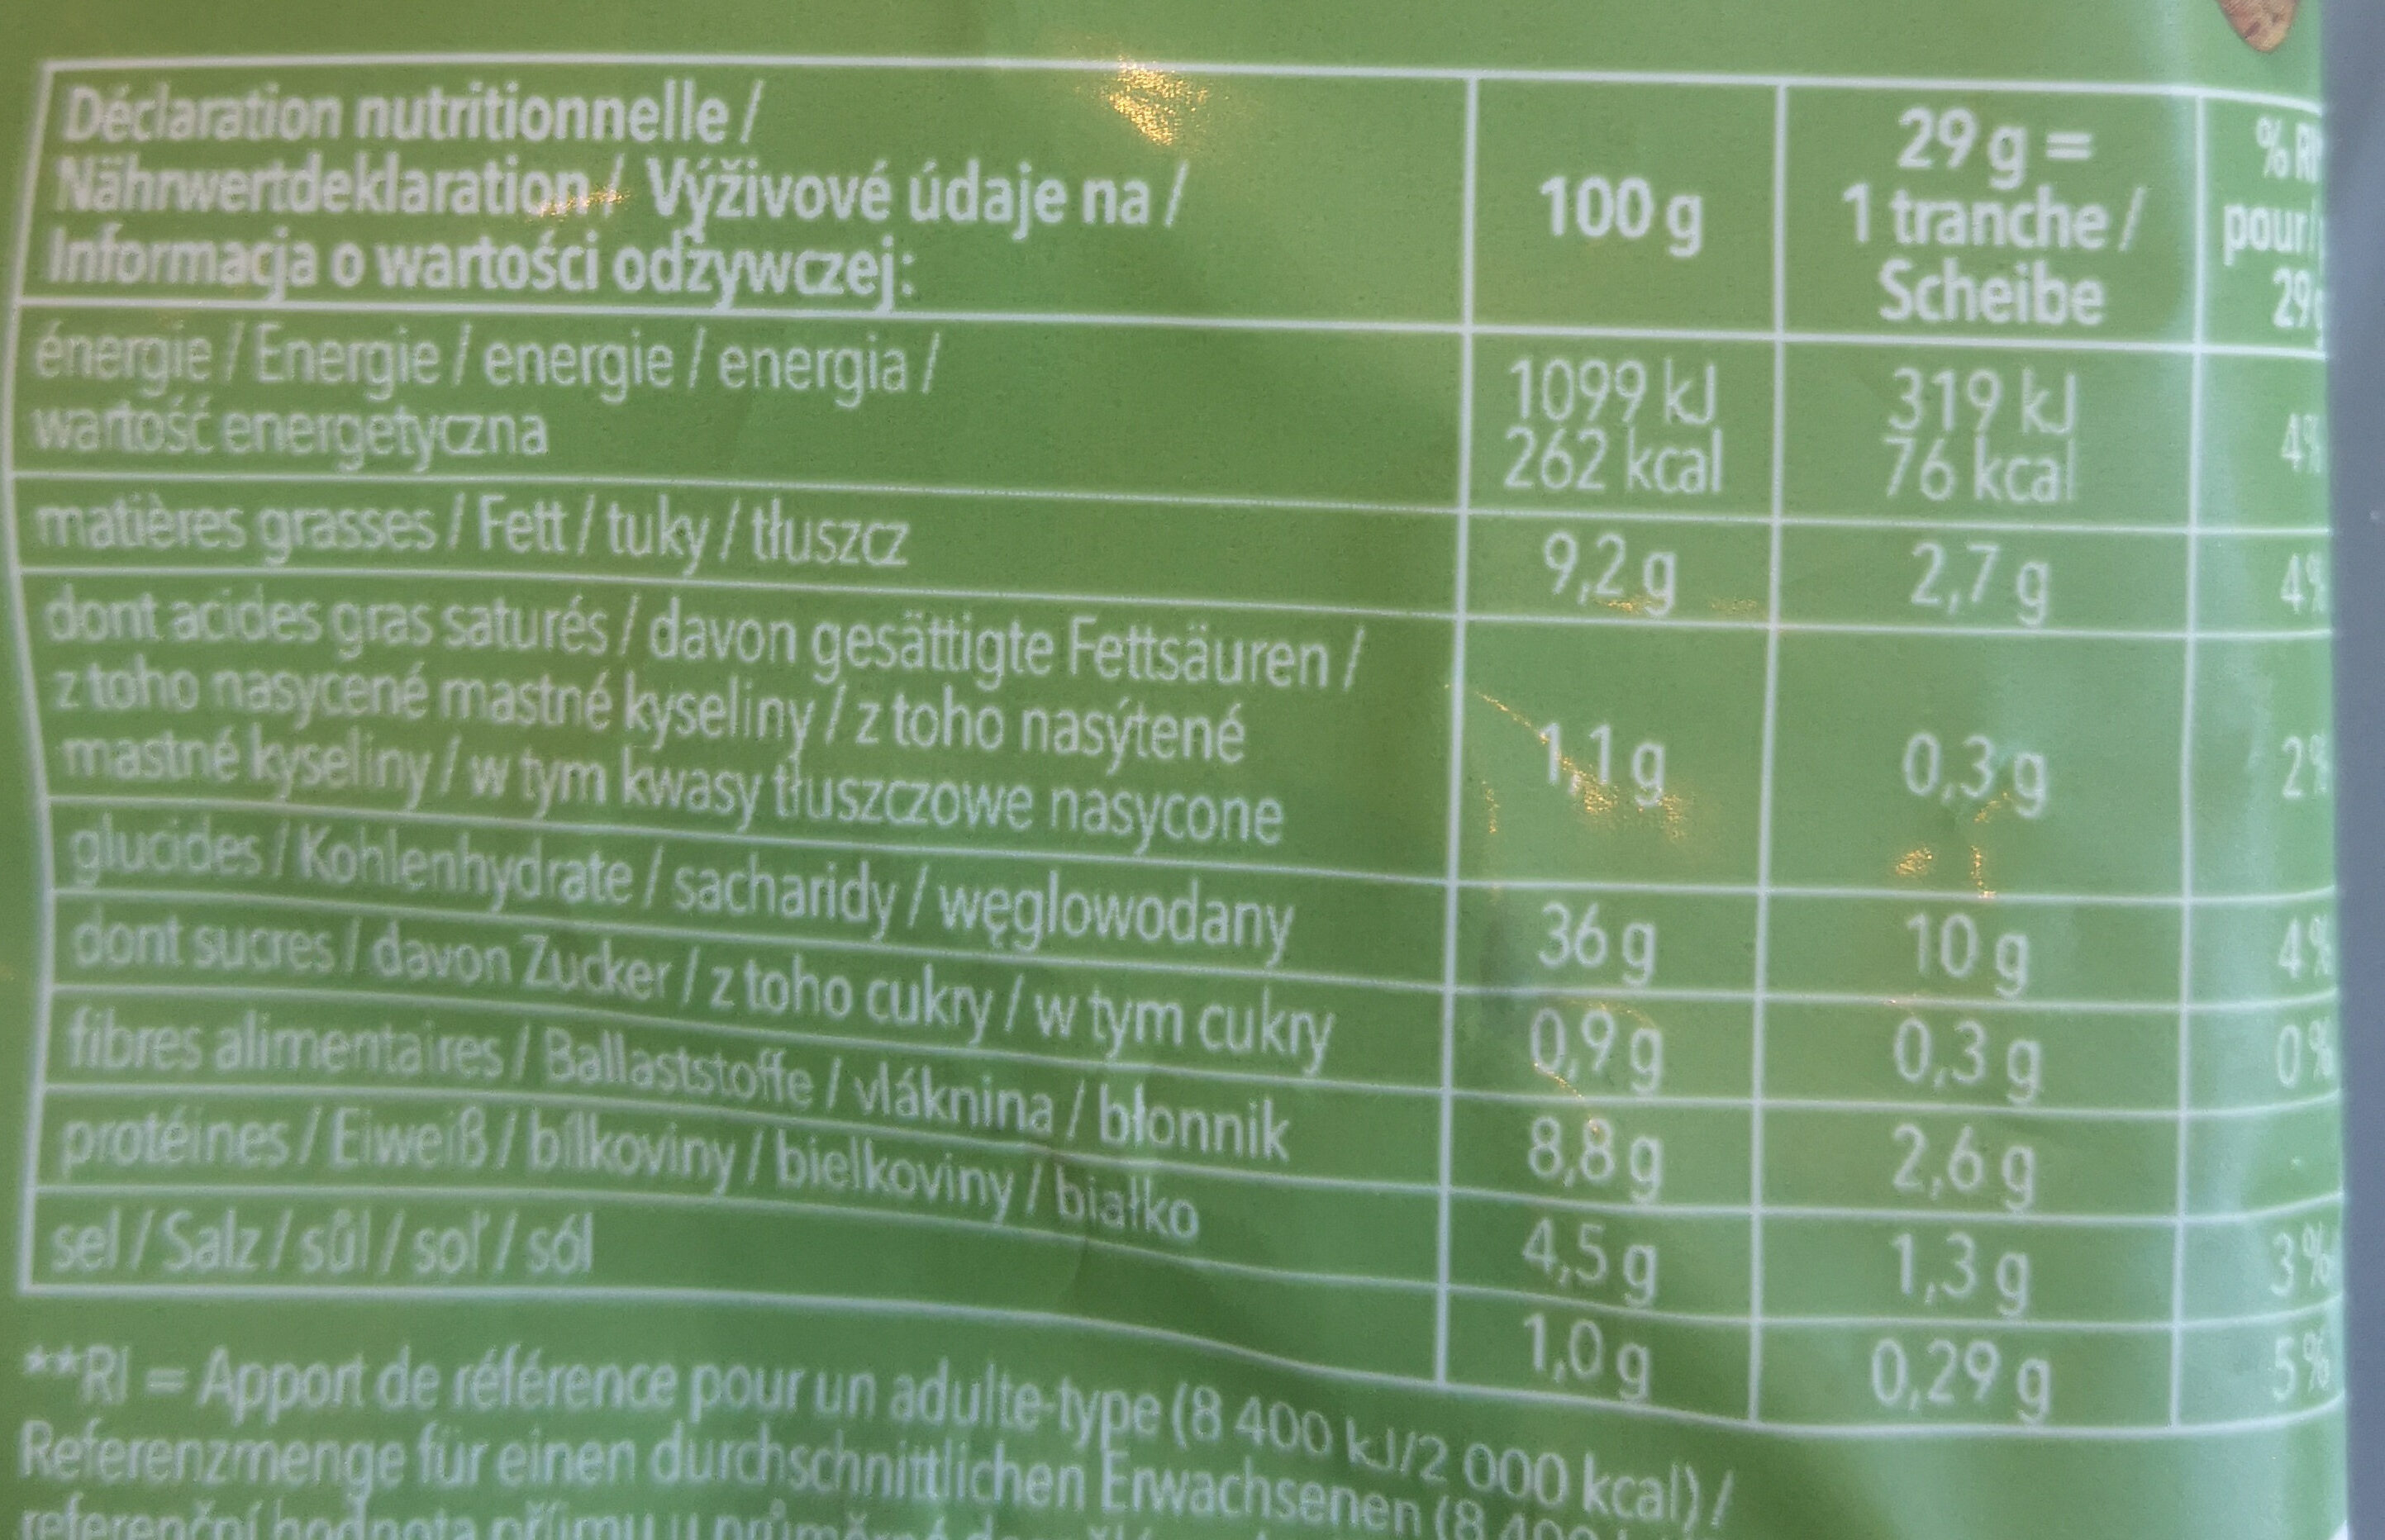 Déclaration nutritionnelle /
Nährwertdeklaration / Výživové údaje na /
Informacja o wartości odżywczej:
100 g
29 g =
1 tranche /
Scheibe
% RI
pour/
29
énergie / Energie / energie / energia /
wartość energetyczna
1099 kJ
262 kcal
319 kJ
76 kcal
4%
matières grasses / Fett / tuky / tłuszcz
9,2 g
2,7 g
4%
dont acides gras saturés / davon gesättigte Fettsäuren /
z toho nasycené mastné kyseliny / z toho nasýtené
mastné kyseliny / w tym kwasy tłuszczowe nasycone
1,1 g
0,3 g
2%
glucides / Kohlenhydrate / sacharidy / węglowodany
36 g
10 g
4%
dont sucres / davon Zucker / z toho cukry / w tym cukry
0,9 g
0,3 g
0%
fibres alimentaires / Ballaststoffe / vláknina / błonnik
8,8 g
2,6 g
-
protéines / Eiweiß / bílkoviny / bielkoviny / białko
4,5 g
1,3 g
3%
sel / Salz / sůl / soľ / sól
1,0 g
0,29 g
5%
**RI = Apport de référence pour un adulte-type (8 400 kJ/2 000 kcal) /
Referenzmenge für einen durchschnittlichen Erwachsenen (8 400
referenční hodnota příjmu u